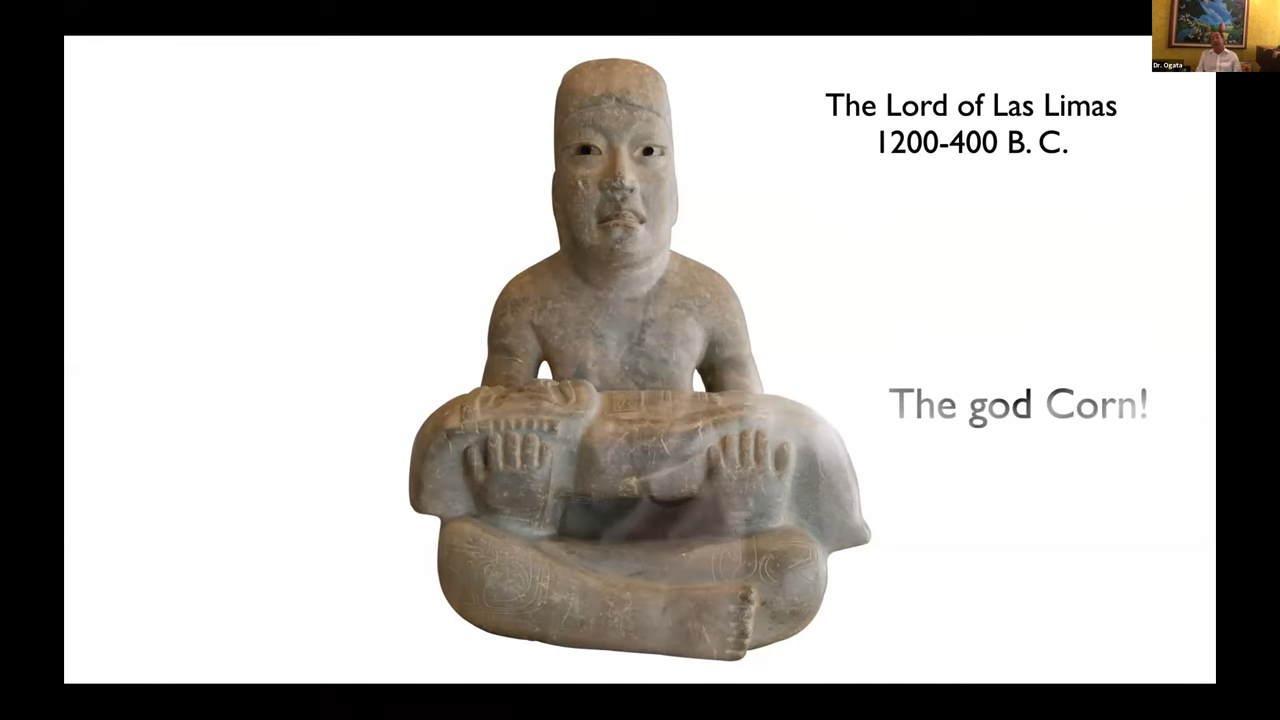 Dr. Ogata
The Lord of Las Limas
1200-400 B. C.
The god Corn!